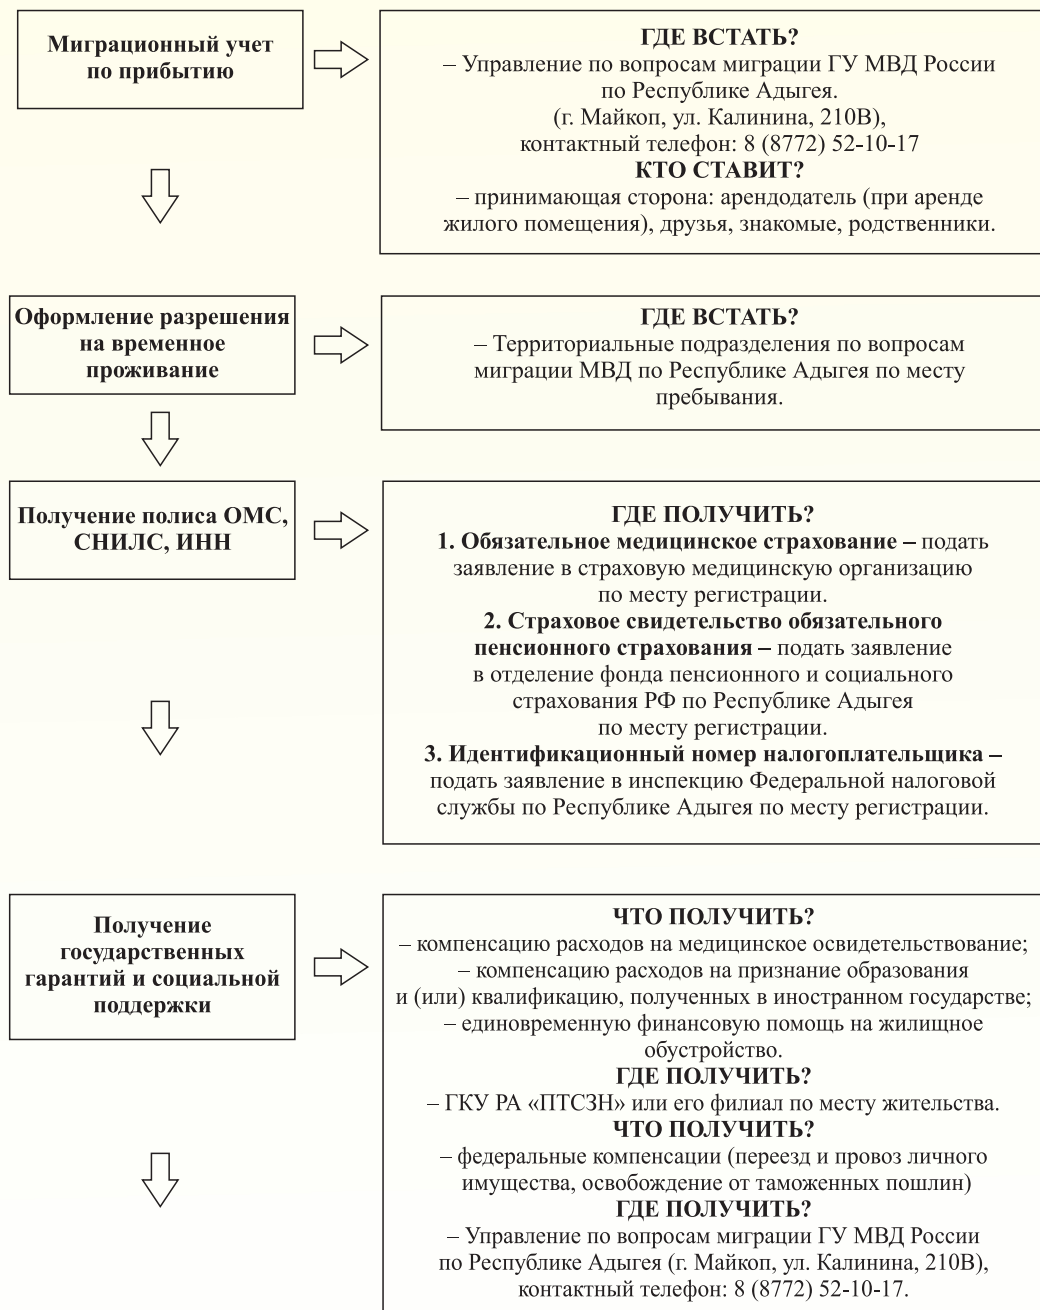 Миграционный учет
по прибытию
ГДЕ ВСТАТЬ?
– Управление по вопросам миграции ГУ МВД России
по Республике Адыгея.
(г. Майкоп, ул. Калинина, 210В),
контактный телефон: 8 (8772) 52-10-17
КТО СТАВИТ?
– принимающая сторона: арендодатель (при аренде
жилого помещения), друзья, знакомые, родственники.
Оформление разрешения
на временное
проживание
ГДЕ ВСТАТЬ?
– Территориальные подразделения по вопросам
миграции МВД по Республике Адыгея по месту
пребывания.
Получение полиса ОМС,
СНИЛС, ИНН
ГДЕ ПОЛУЧИТЬ?
1. Обязательное медицинское страхование – подать
заявление в страховую медицинскую организацию
по месту регистрации.
2. Страховое свидетельство обязательного
пенсионного страхования – подать заявление
в отделение фонда пенсионного и социального
страхования РФ по Республике Адыгея
по месту регистрации.
3. Идентификационный номер налогоплательщика –
подать заявление в инспекцию Федеральной налоговой
службы по Республике Адыгея по месту регистрации.
Получение
государственных
гарантий и социальной
поддержки
ЧТО ПОЛУЧИТЬ?
– компенсацию расходов на медицинское освидетельствование;
– компенсацию расходов на признание образования
и (или) квалификацию, полученных в иностранном государстве;
– единовременную финансовую помощь на жилищное
обустройство.
ГДЕ ПОЛУЧИТЬ?
– ГКУ РА «ПТСЗН» или его филиал по месту жительства.
ЧТО ПОЛУЧИТЬ?
– федеральные компенсации (переезд и провоз личного
имущества, освобождение от таможенных пошлин)
ГДЕ ПОЛУЧИТЬ?
– Управление по вопросам миграции ГУ МВД России
по Республике Адыгея (г. Майкоп, ул. Калинина, 210В),
контактный телефон: 8 (8772) 52-10-17.